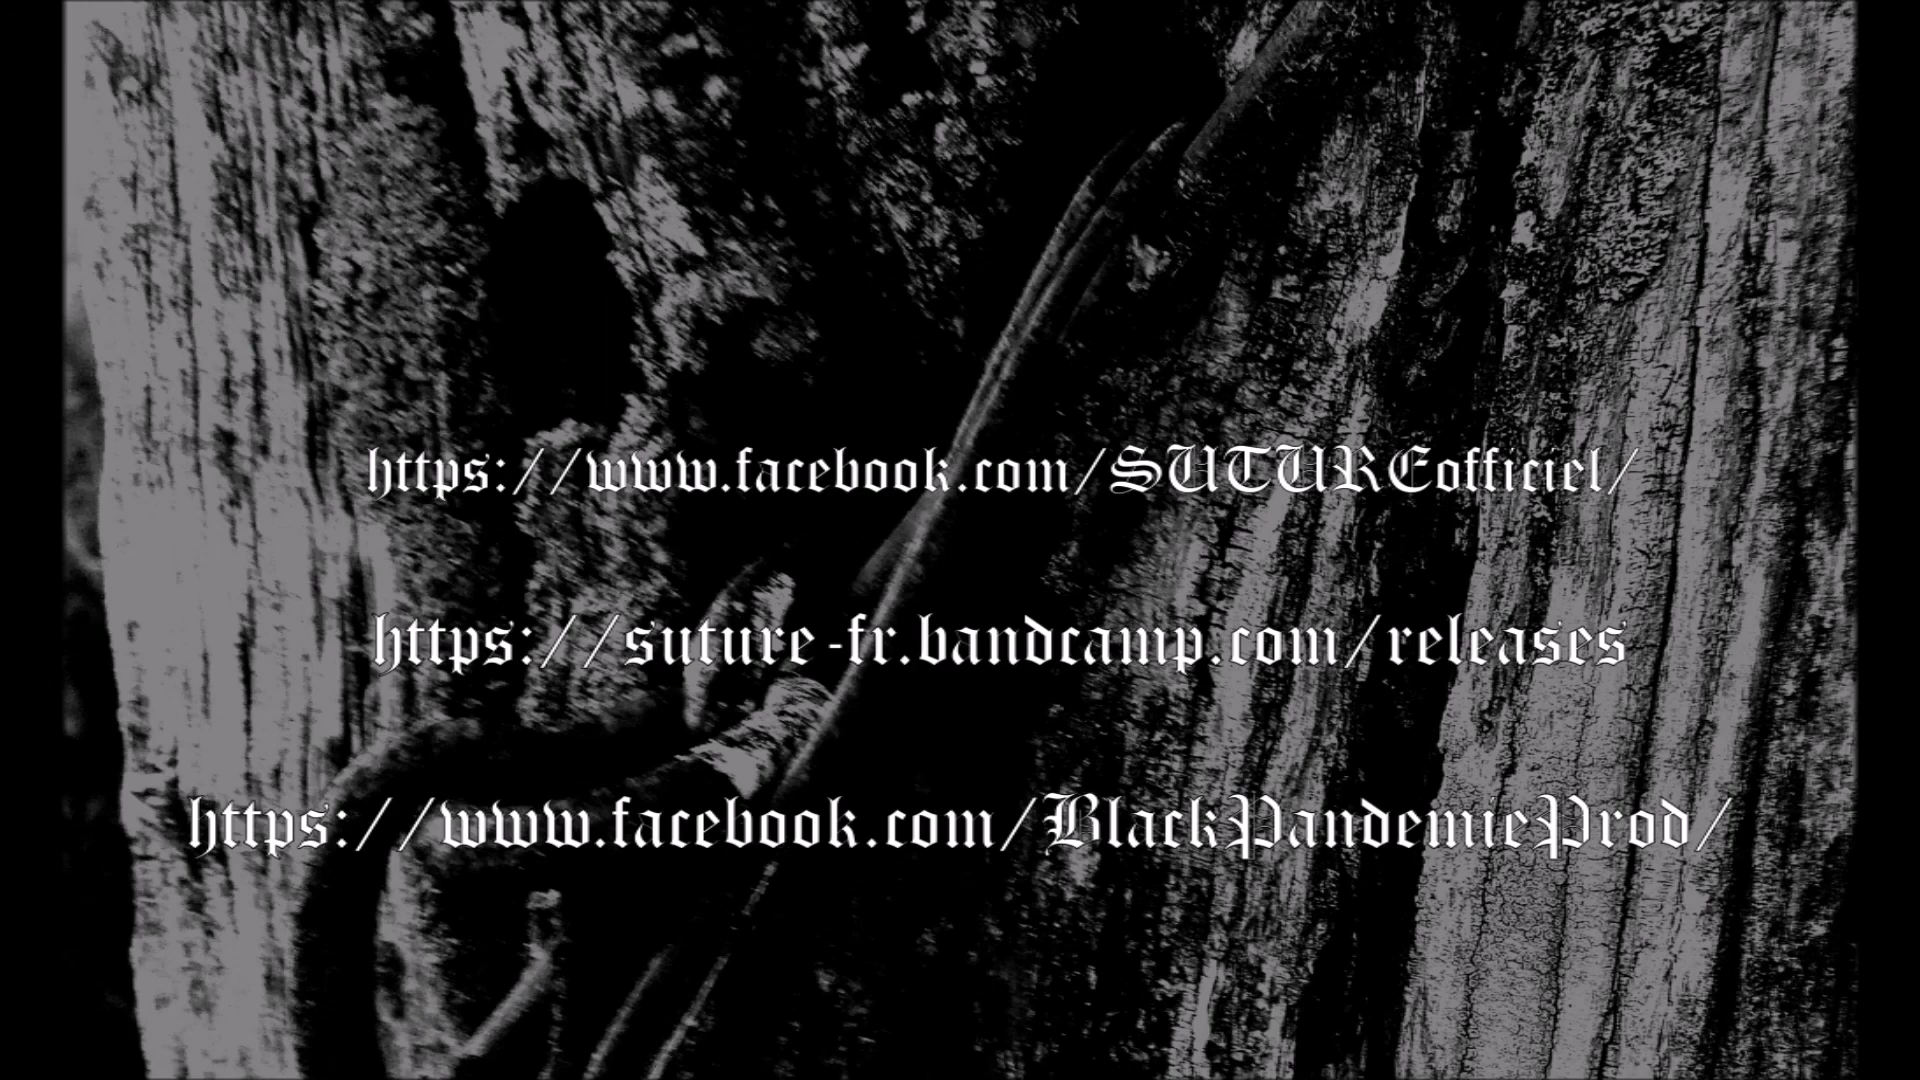 https://www.facebook.com/SUTUREofficiel/
https://suture-fr.bandcamp.com/releases
https://www.facebook.com/BlackPandemieProd/